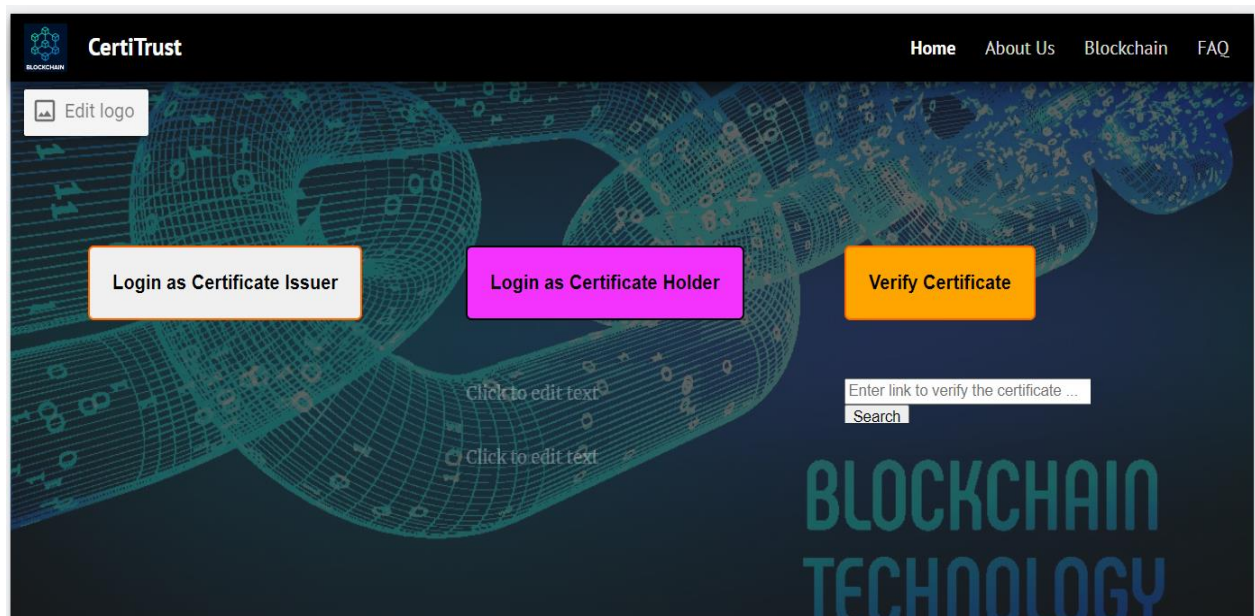 BLOCKCHAIN
CertiTrust
Home About Us Blockchain FAQ
Edit logo
Login as Certificate Issuer
Login as Certificate Holder
Verify Certificate
Click to edit text
Enter link to verify the certificate ...
Search
Click to edit text
BLOCKCHAIN
TECHNOLOGY